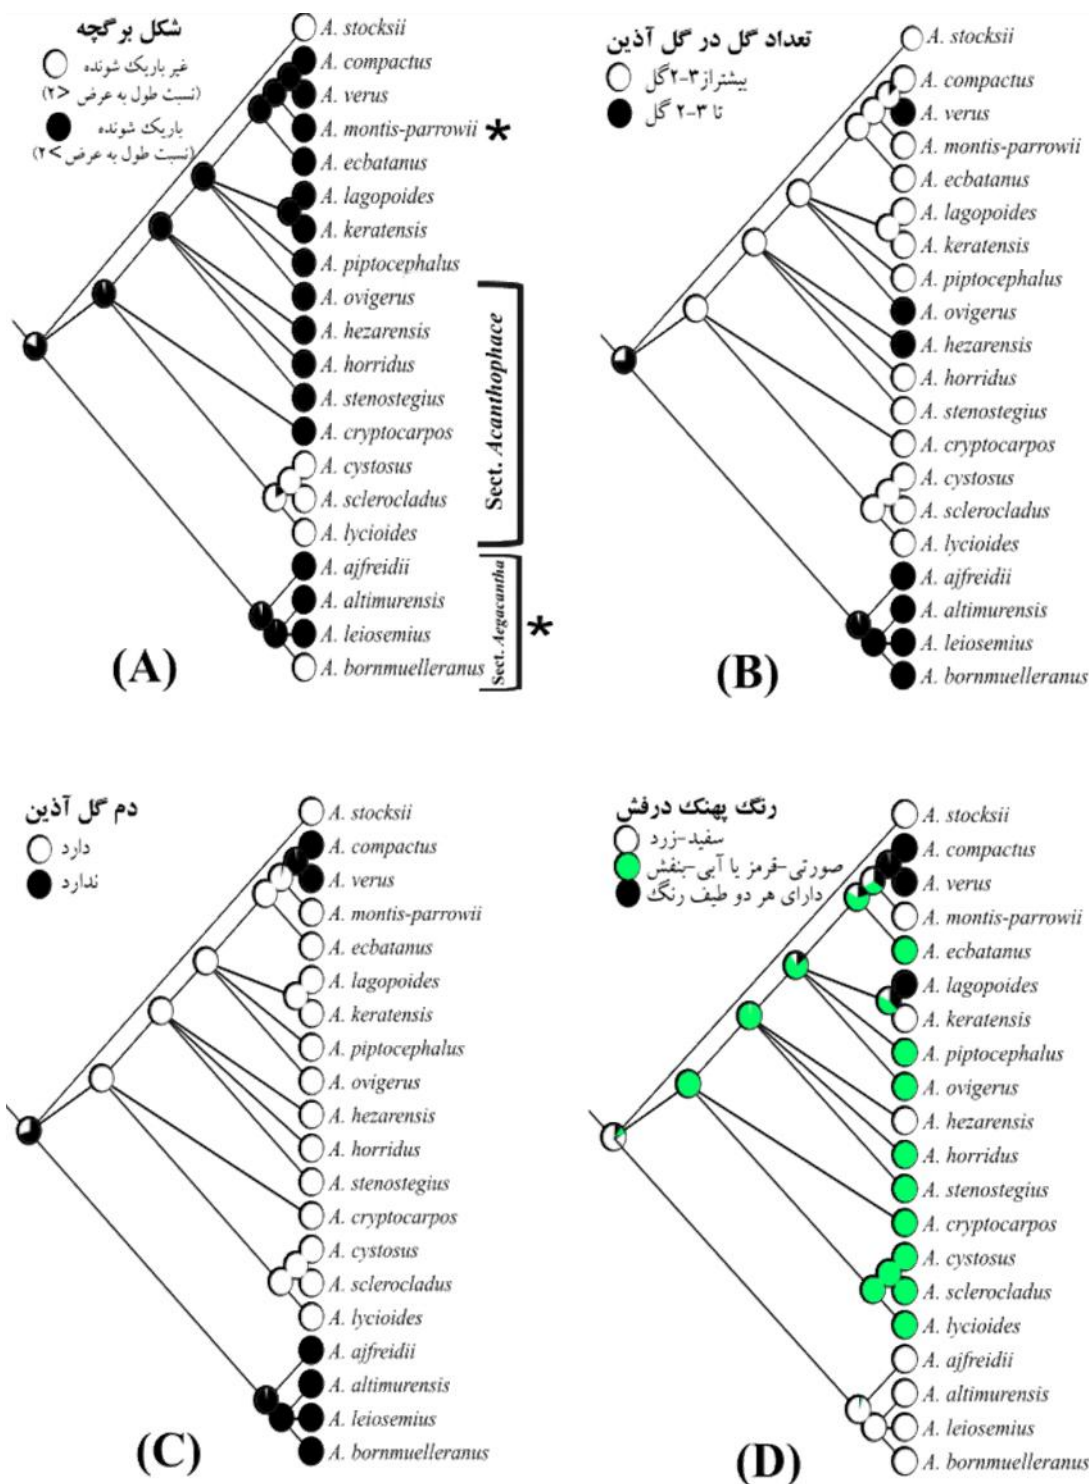 شکل برگچه
غیر باریک شونده
(نسبت طول به عرض <۲)
باریک شونده
(نسبت طول به عرض >۲)
A. stocksii
A. compactus
A. verus
A. montis-parrowii *
A. ecbatanus
A. lagopoides
A. keratensis
A. piptocephalus
A. ovigerus
A. hezarensis
A. horridus
A. stenostegius
A. cryptocarpos
A. cystosus
A. sclerocladus
A. lycioides
A. ajfreidii
A. altimurensis
A. leiosemius
A. bornmuelleranus
Sect. Acanthophace
Sect. Aegacantha
*
(A)
تعداد گل در گل آذین
بیشتراز۳-۲گل
تا ۳-۲ گل
A. stocksii
A. compactus
A. verus
A. montis-parrowii
A. ecbatanus
A. lagopoides
A. keratensis
A. piptocephalus
A. ovigerus
A. hezarensis
A. horridus
A. stenostegius
A. cryptocarpos
A. cystosus
A. sclerocladus
A. lycioides
A. ajfreidii
A. altimurensis
A. leiosemius
A. bornmuelleranus
(B)
دم گل آذین
دارد
ندارد
A. stocksii
A. compactus
A. verus
A. montis-parrowii
A. ecbatanus
A. lagopoides
A. keratensis
A. piptocephalus
A. ovigerus
A. hezarensis
A. horridus
A. stenostegius
A. cryptocarpos
A. cystosus
A. sclerocladus
A. lycioides
A. ajfreidii
A. altimurensis
A. leiosemius
A. bornmuelleranus
(C)
رنگ پهنک درفش
سفید-زرد
صورتی-قرمز یا آبی-بنفش
دارای هر دو طیف رنگ
A. stocksii
A. compactus
A. verus
A. montis-parrowii
A. ecbatanus
A. lagopoides
A. keratensis
A. piptocephalus
A. ovigerus
A. hezarensis
A. horridus
A. stenostegius
A. cryptocarpos
A. cystosus
A. sclerocladus
A. lycioides
A. ajfreidii
A. altimurensis
A. leiosemius
A. bornmuelleranus
(D)